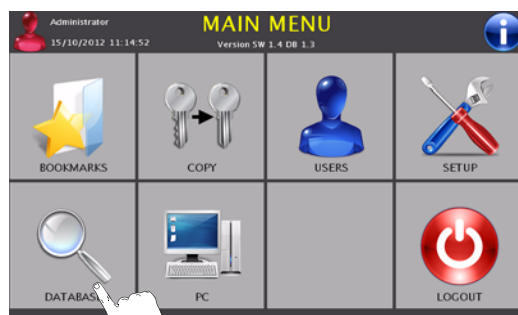 Administrator
MAIN MENU
15/10/2012 11:14:52
Version SW 1.4 DB 1.3
BOOKMARKS
COPY
USERS
SETUP
PC
LOGOUT